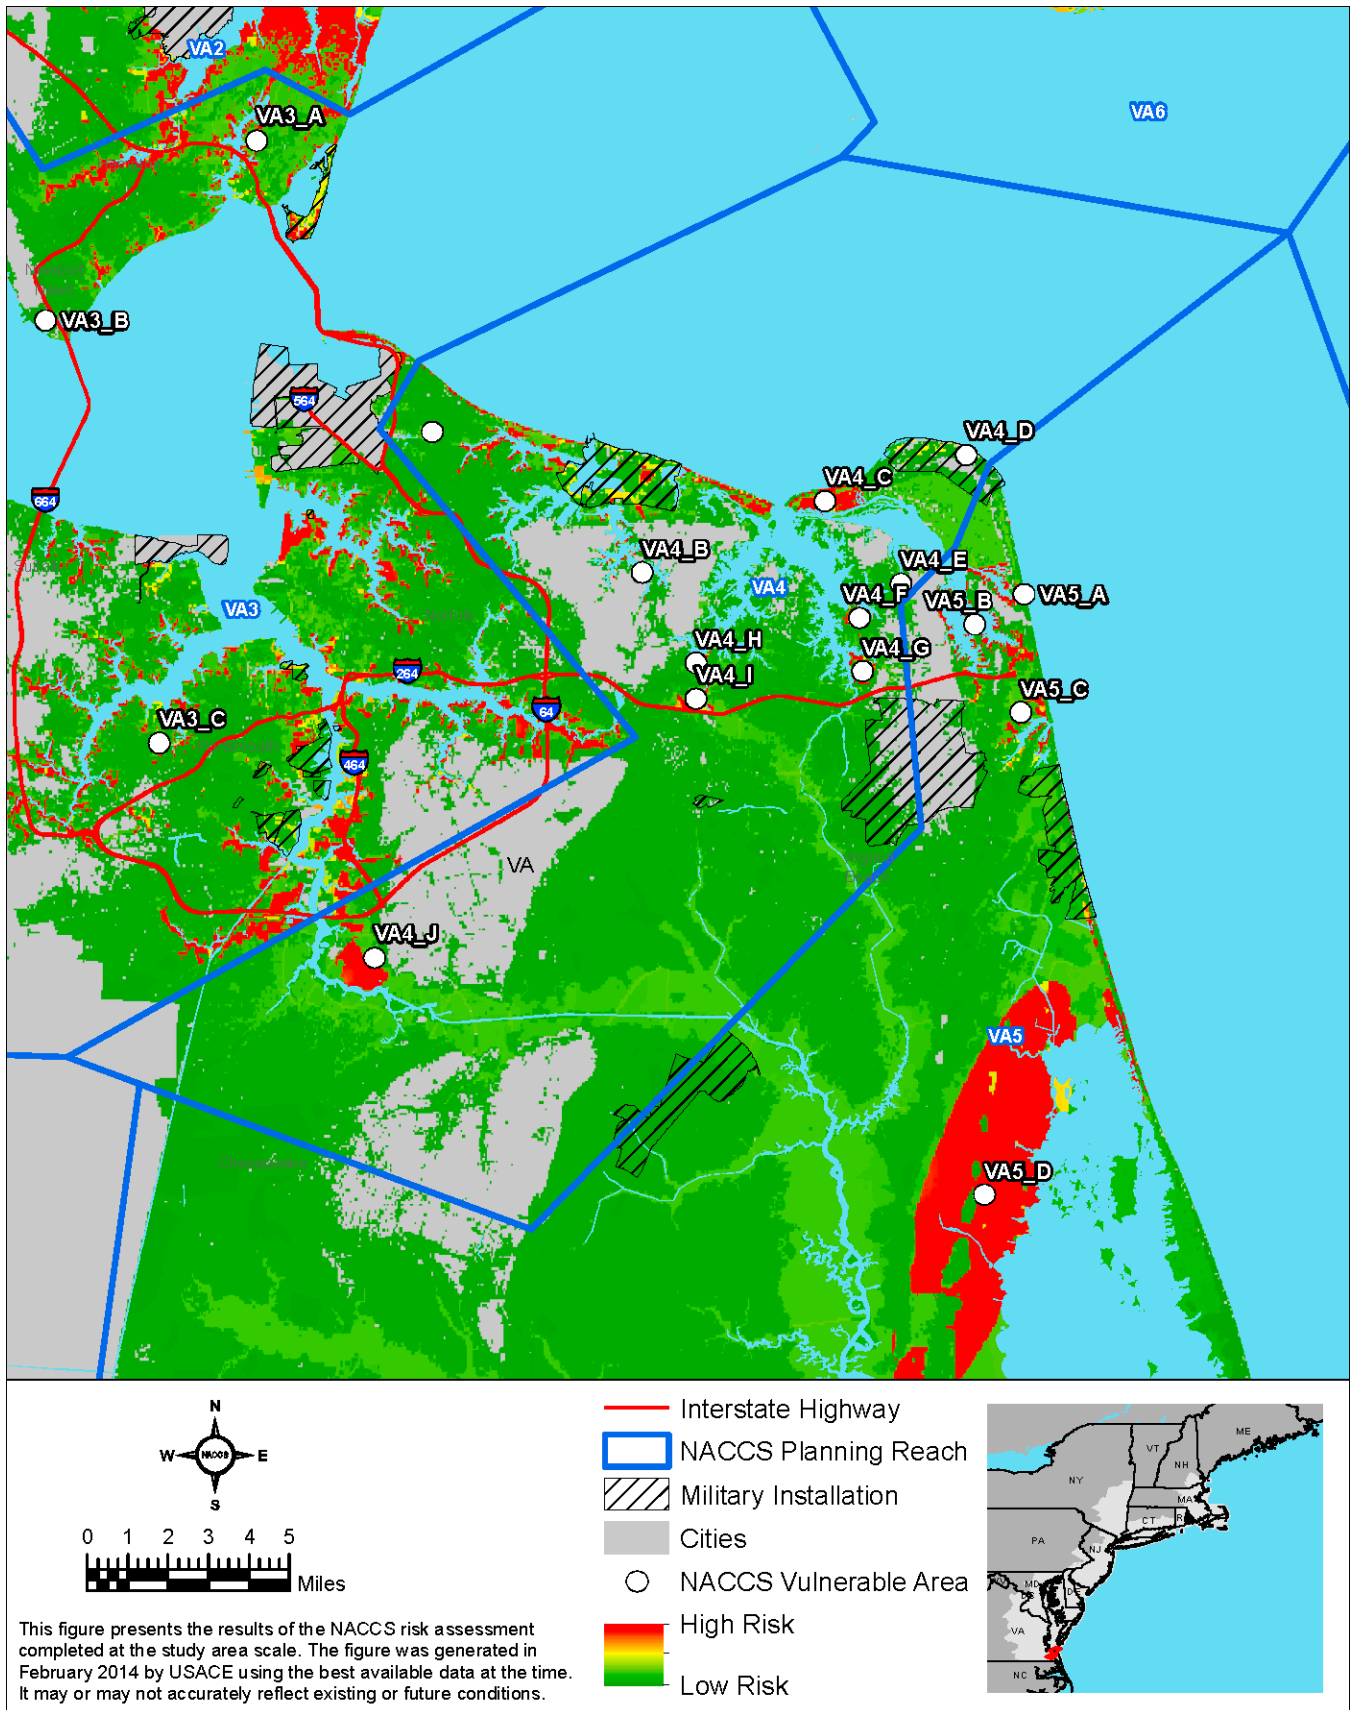 VA2
VA3_A
VA6
VA3_B
564
VA4_D
VA4_C
664
VA4_B
VA4_E
VA4
VA3
VA4_F
VA5_B
VA5_A
VA4_H
VA4_G
264
VA4_I
VA5_C
64
VA3_C
464
VA
VA4_J
VA5
VA5_D
N
W
NACCS
E
S
0 1 2 3 4 5
Miles
This figure presents the results of the NACCS risk assessment
completed at the study area scale. The figure was generated in
February 2014 by USACE using the best available data at the time.
It may or may not accurately reflect existing or future conditions.
Interstate Highway
NACCS Planning Reach
Military Installation
Cities
NACCS Vulnerable Area
High Risk
Low Risk
ME
VT
NH
NY
MA
CT
PA
NJ
MD
DE
VA
NC